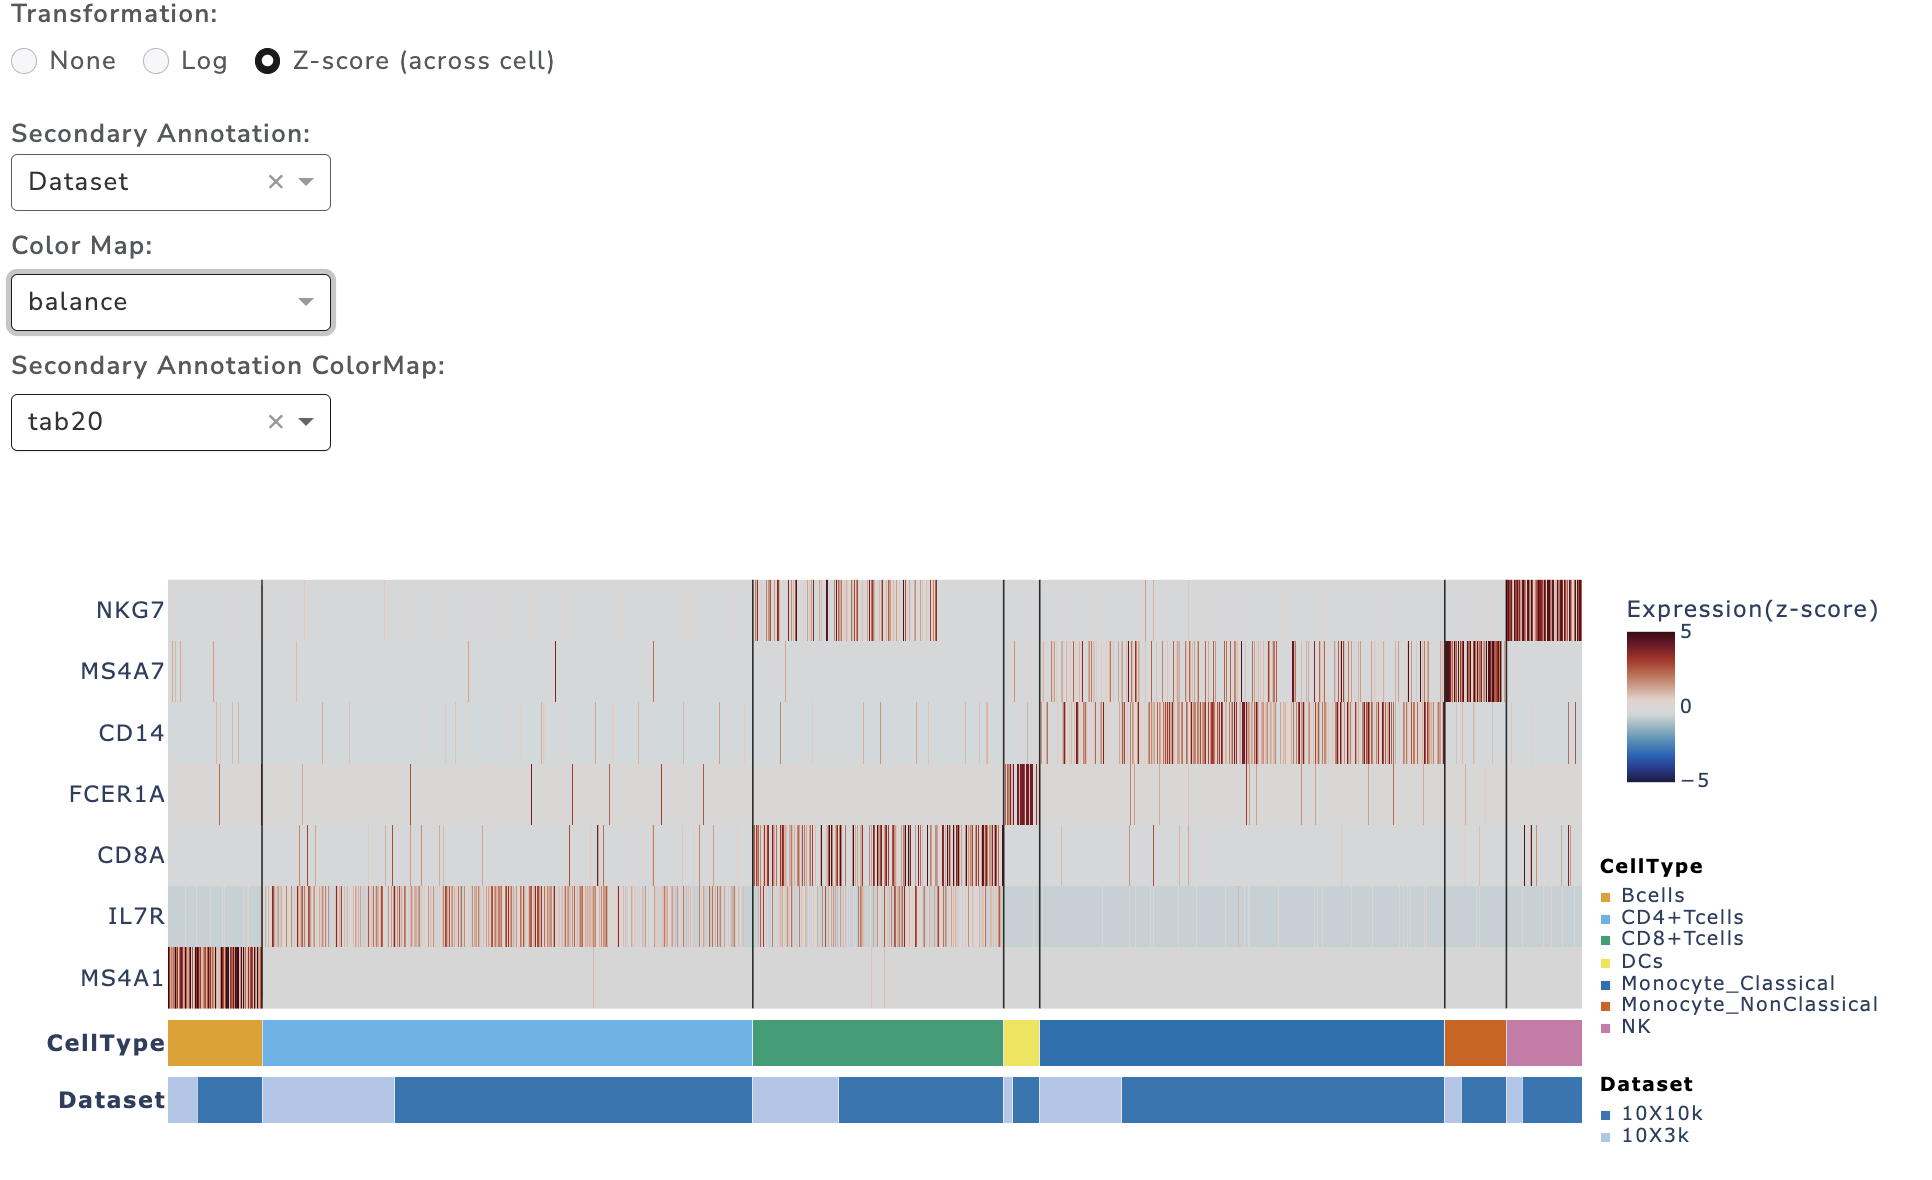 Transformation:
None Log Z-score (across cell)
Secondary Annotation:
Dataset
Color Map:
balance
Secondary Annotation ColorMap:
tab20
NKG7
MS4A7
CD14
FCER1A
CD8A
IL7R
MS4A1
CellType
Dataset
Expression(z-score)
5
0
−5
CellType
Bcells
CD4+Tcells
CD8+Tcells
DCs
Monocyte_Classical
Monocyte_NonClassical
NK
Dataset
10X10k
10X3k